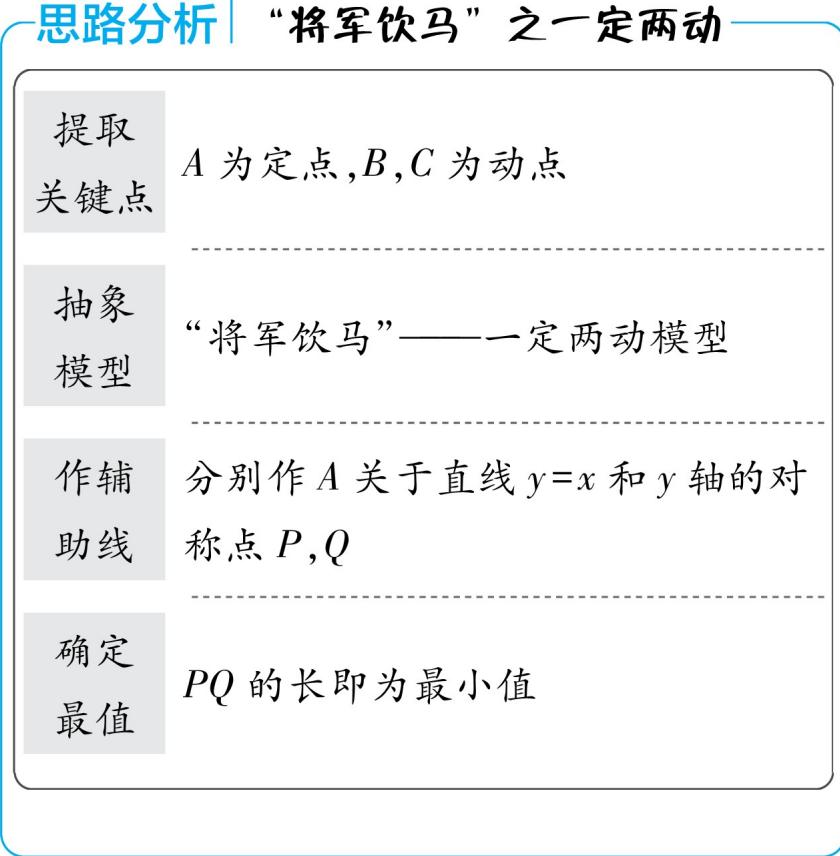 思路分析 “将军饮马”之一定两动
提取
关键点
A 为定点,B,C 为动点
抽象
模型
“将军饮马”——一定两动模型
作辅
助线
分别作 A 关于直线 y=x 和 y 轴的对
称点 P,Q
确定
最值
PQ 的长即为最小值